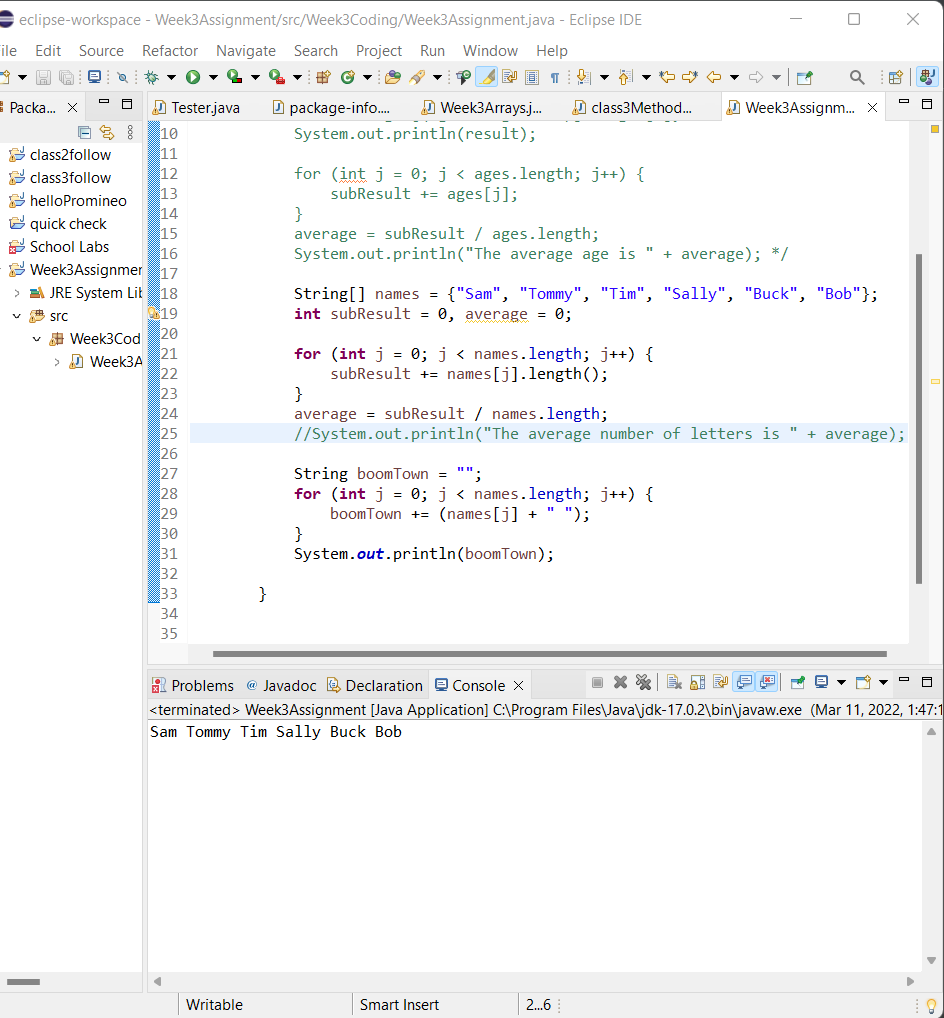 eclipse-workspace - Week3Assignment/src/Week3Coding/Week3Assignment.java - Eclipse IDE
ile Edit Source Refactor Navigate Search Project Run Window Help
Packa...
Tester.java package-info.... Week3Arrays.j... class3Method... Week3Assignm...
class2follow
class3follow
helloPromineo
quick check
School Labs
Week3Assignmer
JRE System Lib
src
Week3Cod
Week3A
10 System.out.println(result);
11
12 for (int j = 0; j < ages.length; j++) {
13 subResult += ages[j];
14 }
15 average = subResult / ages.length;
16 System.out.println("The average age is " + average); */
17
18 String[] names = {"Sam", "Tommy", "Tim", "Sally", "Buck", "Bob"};
19 int subResult = 0, average = 0;
20
21 for (int j = 0; j < names.length; j++) {
22 subResult += names[j].length();
23 }
24 average = subResult / names.length;
25 //System.out.println("The average number of letters is " + average);
26
27 String boomTown = "";
28 for (int j = 0; j < names.length; j++) {
29 boomTown += (names[j] + " ");
30 }
31 System.out.println(boomTown);
32
33 }
34
35
Problems Javadoc Declaration Console
<terminated> Week3Assignment [Java Application] C:\Program Files\Java\jdk-17.0.2\bin\javaw.exe (Mar 11, 2022, 1:47:1
Sam Tommy Tim Sally Buck Bob
Writable Smart Insert 2...6